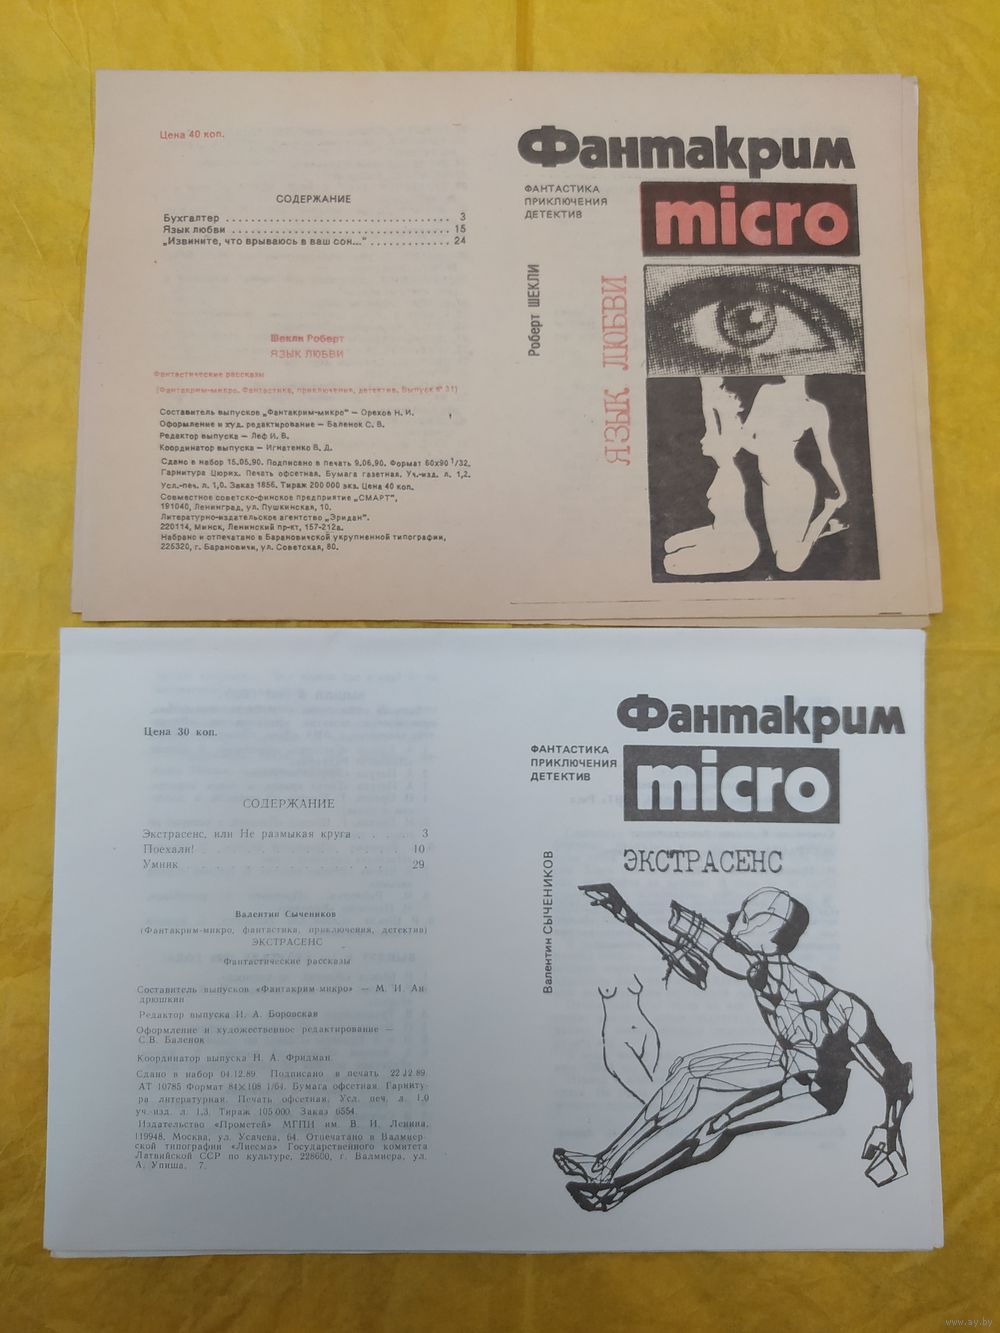 Цена 40 коп.
СОДЕРЖАНИЕ
Бухгалтер . . . . . . . . . . . . . . . . . . . . . . . . . . . . . . 3
Язык любви . . . . . . . . . . . . . . . . . . . . . . . . . . . . . 15
„Извините, что врываюсь в ваш сон...“ . . . . . . . . . . . 24
Шекли Роберт
ЯЗЫК ЛЮБВИ
Фантастические рассказы
(Фантакрим-микро. Фантастика, приключения, детектив. Выпуск № 31)
Составитель выпусков „Фантакрим-микро“ — Орехов Н. И.
Оформление и худ. редактирование — Баленок С. В.
Редактор выпуска — Леф И. В.
Координатор выпуска — Игнатенко В. Д.
Сдано в набор 15.05.90. Подписано в печать 9.06.90. Формат 60х90 1/32.
Гарнитура Цюрих. Печать офсетная. Бумага газетная. Уч.-изд. л. 1,2.
Усл.-печ. л. 1,0. Заказ 1856. Тираж 200 000 экз. Цена 40 коп.
Совместное советско-финское предприятие „СМАРТ“,
191040, Ленинград, ул. Пушкинская, 10.
Литературно-издательское агентство „Эридан“.
220114, Минск, Ленинский пр-кт, 157-212а.
Набрано и отпечатано в Барановичской укрупненной типографии,
225320, г. Барановичи, ул. Советская, 80.
Фантакрим
ФАНТАСТИКА
ПРИКЛЮЧЕНИЯ
ДЕТЕКТИВ
micro
Роберт ШЕКЛИ
ЯЗЫК ЛЮБВИ
Цена 30 коп.
СОДЕРЖАНИЕ
Экстрасенс, или Не размыкая круга . . . . . 3
Поехали! . . . . . . . . . . . . . . . . . 10
Умник . . . . . . . . . . . . . . . . . . 29
Валентин Сычеников
(Фантакрим-микро, фантастика, приключения, детектив)
ЭКСТРАСЕНС
Фантастические рассказы
Составитель выпусков «Фантакрим-микро» — М. И. Ан
дрюшкин
Редактор выпуска И. А. Боровская
Оформление и художественное редактирование —
С.В. Баленок
Координатор выпуска Н. А. Фридман.
Сдано в набор 04.12.89. Подписано в печать 22.12.89.
АТ 10785 Формат 84×108 1/64. Бумага офсетная. Гарниту-
ра литературная. Печать офсетная. Усл. печ. л. 1,0
уч.-изд. л. 1,3. Тираж 105 000. Заказ 6554.
Издательство «Прометей» МГПИ им. В. И. Ленина,
119948, Москва, ул. Усачева, 64. Отпечатано в Валмиер-
ской типографии «Лиесма» Государственного комитета
Латвийской ССР по культуре, 228600, г. Валмиера, ул.
А. Упиша, 7.
Фантакрим
ФАНТАСТИКА
ПРИКЛЮЧЕНИЯ
ДЕТЕКТИВ
micro
ЭКСТРАСЕНС
Валентин СЫЧЕНИКОВ
www.ay.by